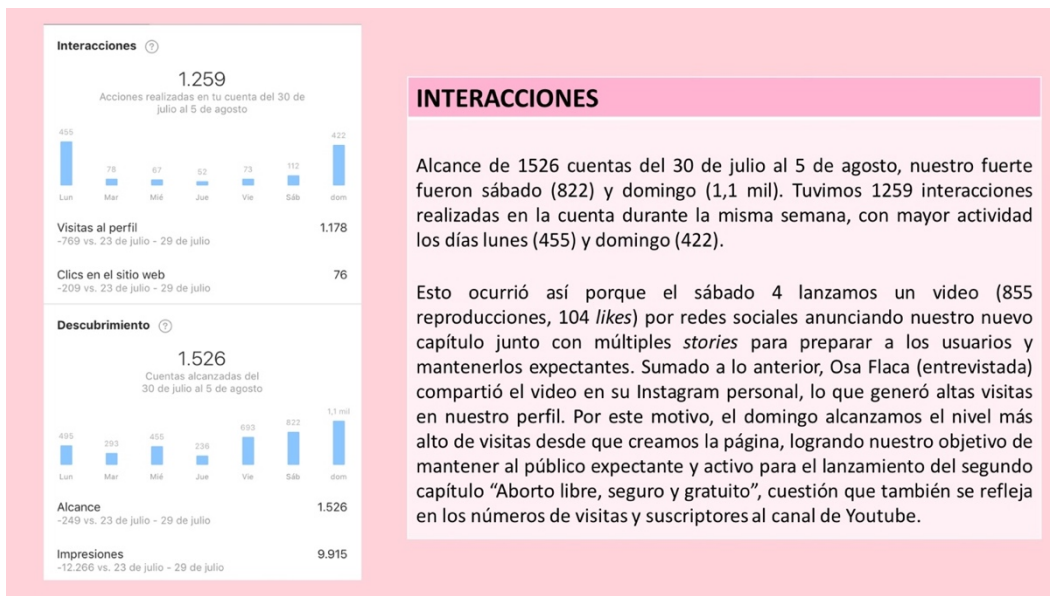 Interacciones ?
1.259
Acciones realizadas en tu cuenta del 30 de
julio al 5 de agosto
455 78 67 52 73 112 422
Lun Mar Mié Jue Vie Sáb dom
Visitas al perfil 1.178
-769 vs. 23 de julio - 29 de julio
Clics en el sitio web 76
-209 vs. 23 de julio - 29 de julio
Descubrimiento ?
1.526
Cuentas alcanzadas del
30 de julio al 5 de agosto
495 293 455 236 693 822 1,1 mil
Lun Mar Mié Jue Vie Sáb dom
Alcance 1.526
-249 vs. 23 de julio - 29 de julio
Impresiones 9.915
-12.266 vs. 23 de julio - 29 de julio
INTERACCIONES
Alcance de 1526 cuentas del 30 de julio al 5 de agosto, nuestro fuerte
fueron sábado (822) y domingo (1,1 mil). Tuvimos 1259 interacciones
realizadas en la cuenta durante la misma semana, con mayor actividad
los días lunes (455) y domingo (422).
Esto ocurrió así porque el sábado 4 lanzamos un video (855
reproducciones, 104 likes) por redes sociales anunciando nuestro nuevo
capítulo junto con múltiples stories para preparar a los usuarios y
mantenerlos expectantes. Sumado a lo anterior, Osa Flaca (entrevistada)
compartió el video en su Instagram personal, lo que generó altas visitas
en nuestro perfil. Por este motivo, el domingo alcanzamos el nivel más
alto de visitas desde que creamos la página, logrando nuestro objetivo de
mantener al público expectante y activo para el lanzamiento del segundo
capítulo “Aborto libre, seguro y gratuito”, cuestión que también se refleja
en los números de visitas y suscriptores al canal de Youtube.